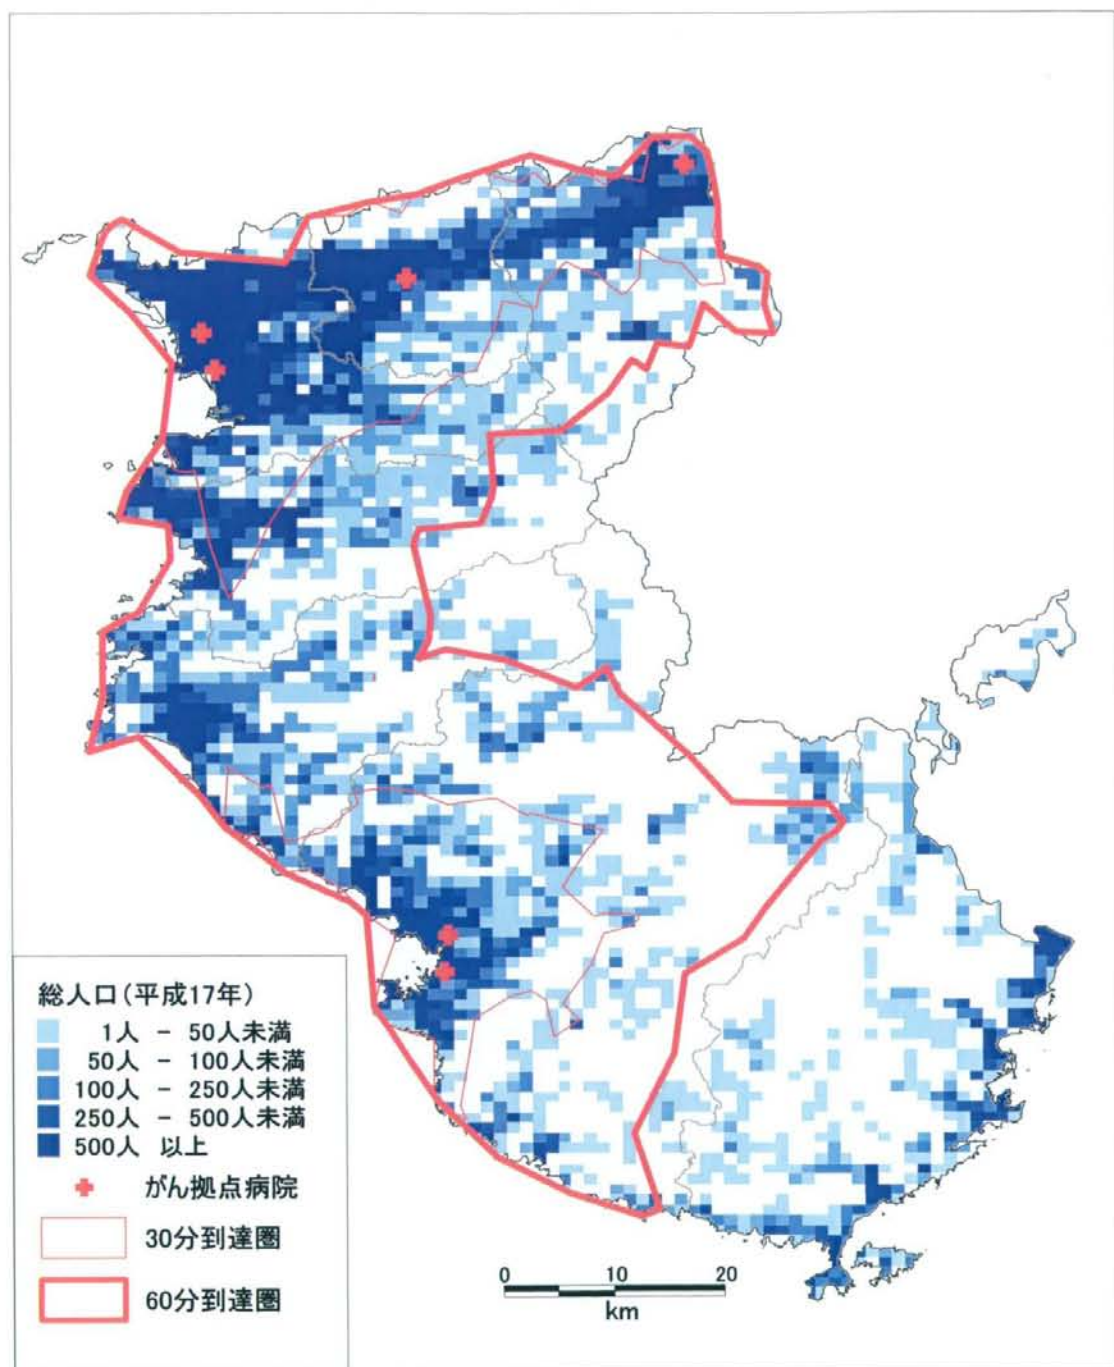 総人口(平成17年)
1人 - 50人未満
50人 - 100人未満
100人 - 250人未満
250人 - 500人未満
500人 以上
がん拠点病院
30分到達圏
60分到達圏
0 10 20
km